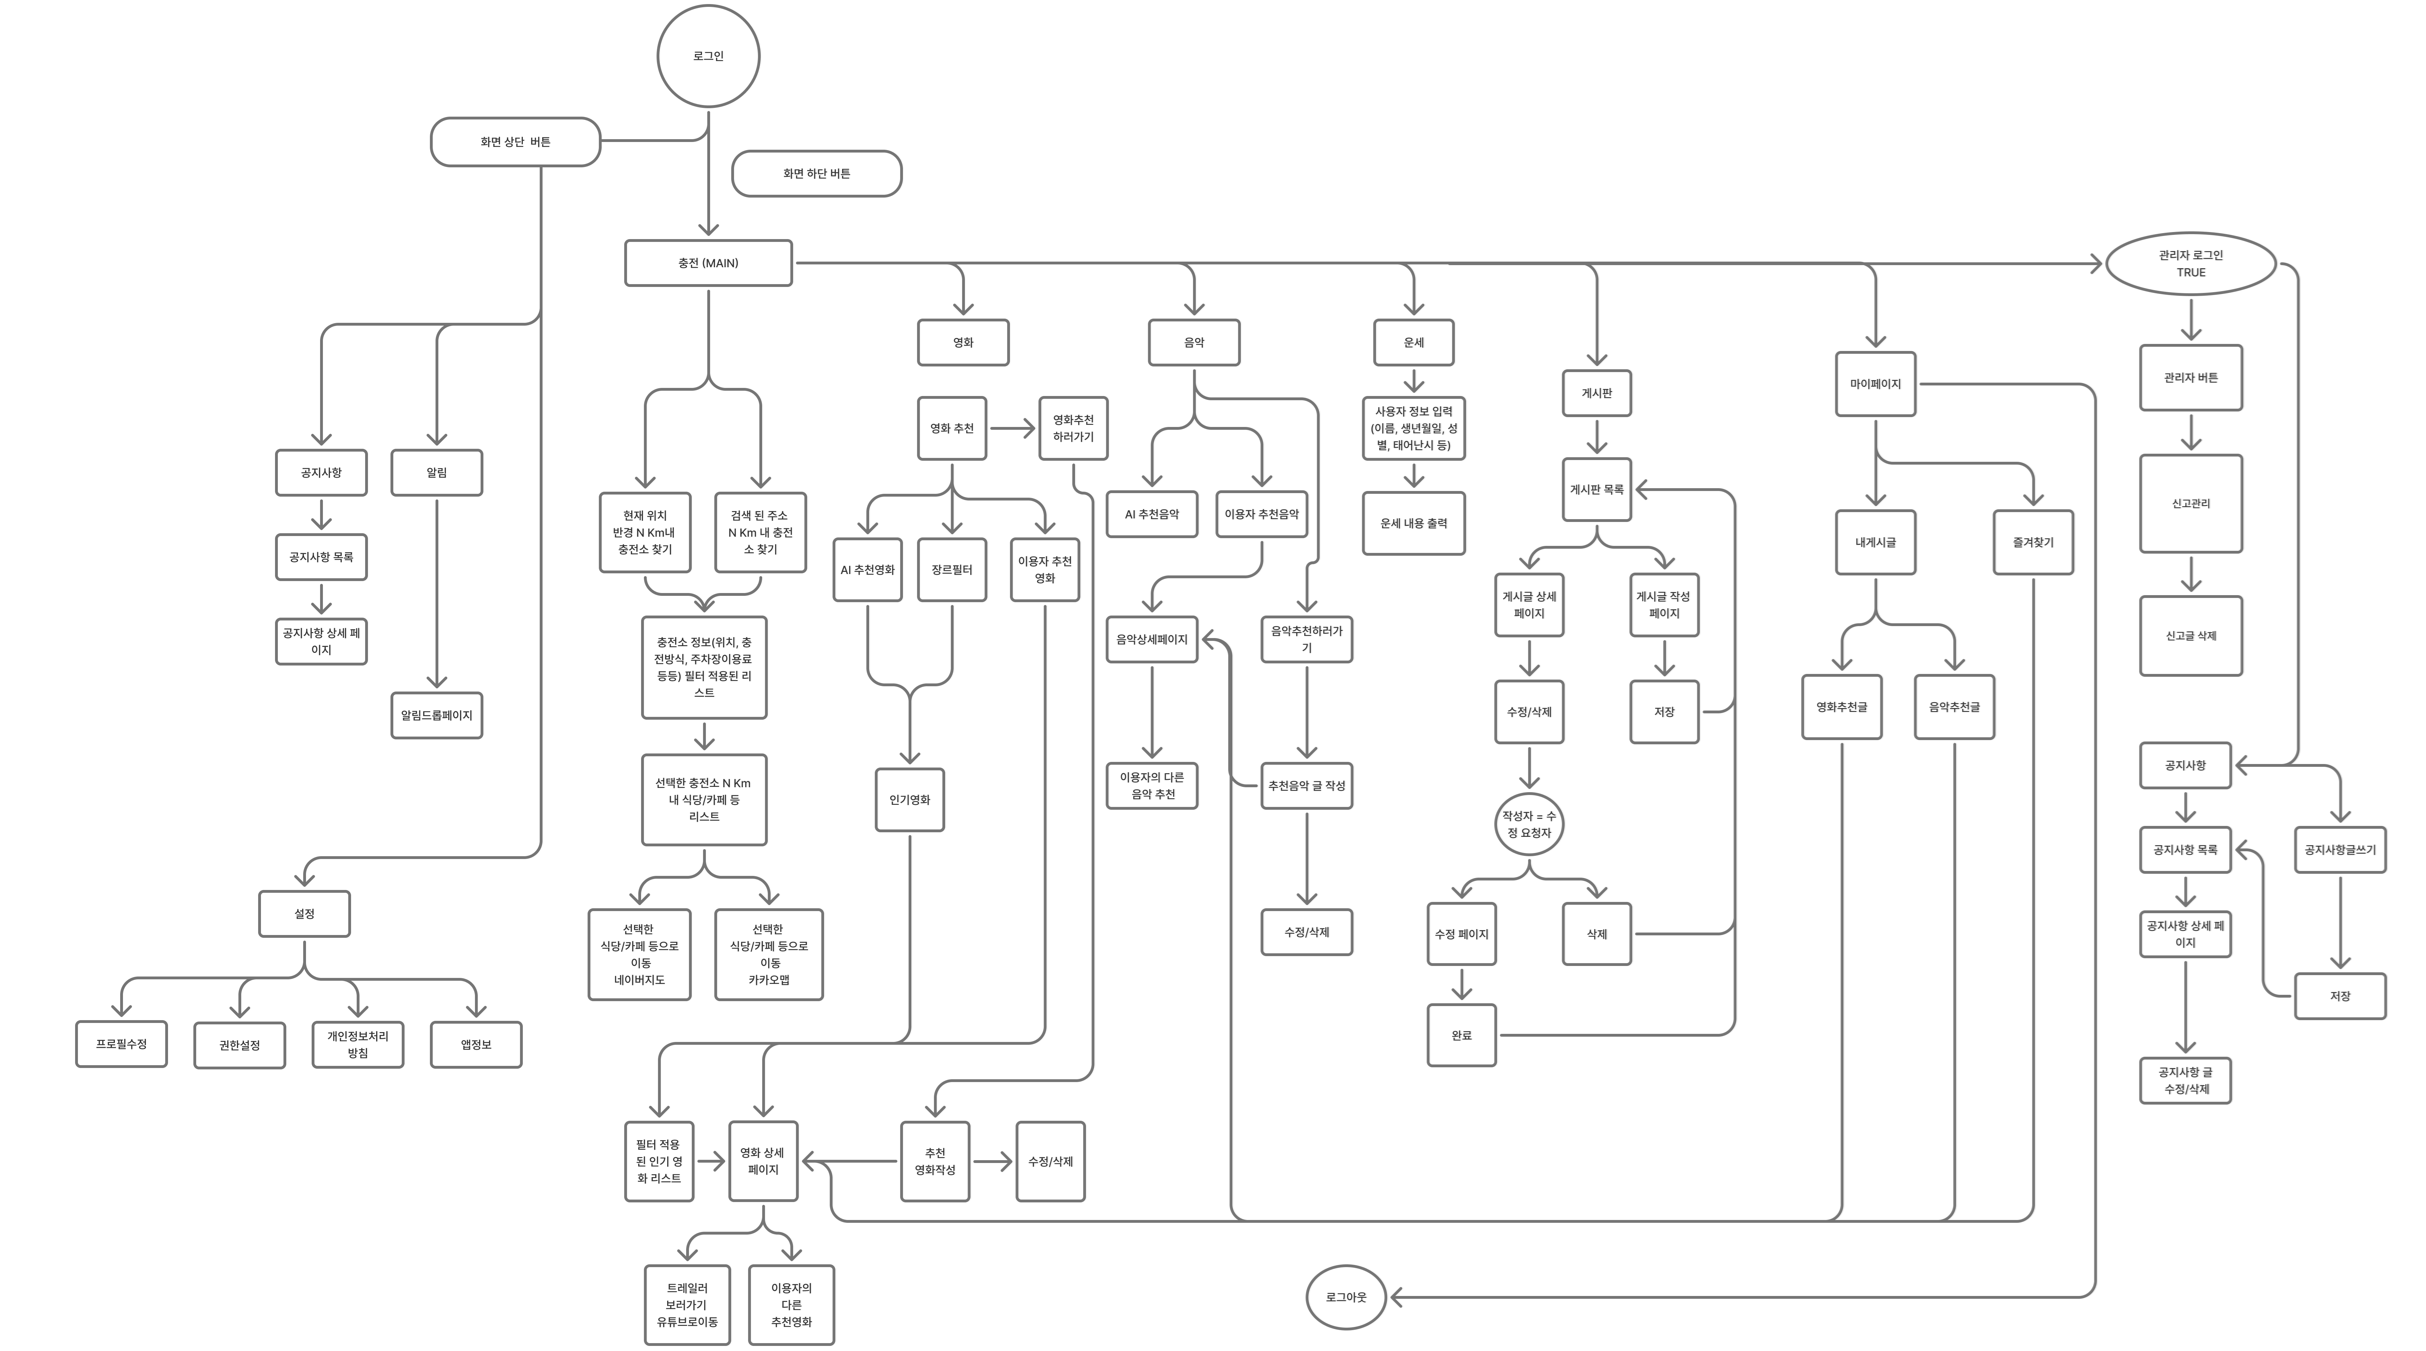 로그인
화면 상단  버튼
화면 하단 버튼
충전 (MAIN)
관리자 로그인
TRUE
영화
음악
운세
게시판
마이페이지
관리자 버튼
영화 추천
영화추천
하러가기
사용자 정보 입력
(이름, 생년월일, 성
별, 태어난시 등)
공지사항
알림
게시판 목록
신고관리
현재 위치
반경 N Km내
충전소 찾기
검색 된 주소
N Km 내 충전
소 찾기
AI 추천음악
이용자 추천음악
운세 내용 출력
내게시글
즐겨찾기
공지사항 목록
AI 추천영화
장르필터
이용자 추천
영화
게시글 상세
페이지
게시글 작성
페이지
공지사항 상세 페
이지
충전소 정보(위치, 충
전방식, 주차장이용료
등등) 필터 적용된 리
스트
음악상세페이지
음악추천하러가
기
신고글 삭제
알림드롭페이지
수정/삭제
저장
영화추천글
음악추천글
선택한 충전소 N Km
내 식당/카페 등
리스트
인기영화
이용자의 다른
음악 추천
추천음악 글 작성
작성자 = 수
정 요청자
공지사항
공지사항 목록
공지사항글쓰기
설정
선택한
식당/카페 등으로
이동
네이버지도
선택한
식당/카페 등으로
이동
카카오맵
수정/삭제
수정 페이지
삭제
공지사항 상세 페
이지
저장
프로필수정
권한설정
개인정보처리
방침
앱정보
완료
공지사항 글
수정/삭제
필터 적용
된 인기 영
화 리스트
영화 상세
페이지
추천
영화작성
수정/삭제
트레일러
보러가기
유튜브로이동
이용자의
다른
추천영화
로그아웃